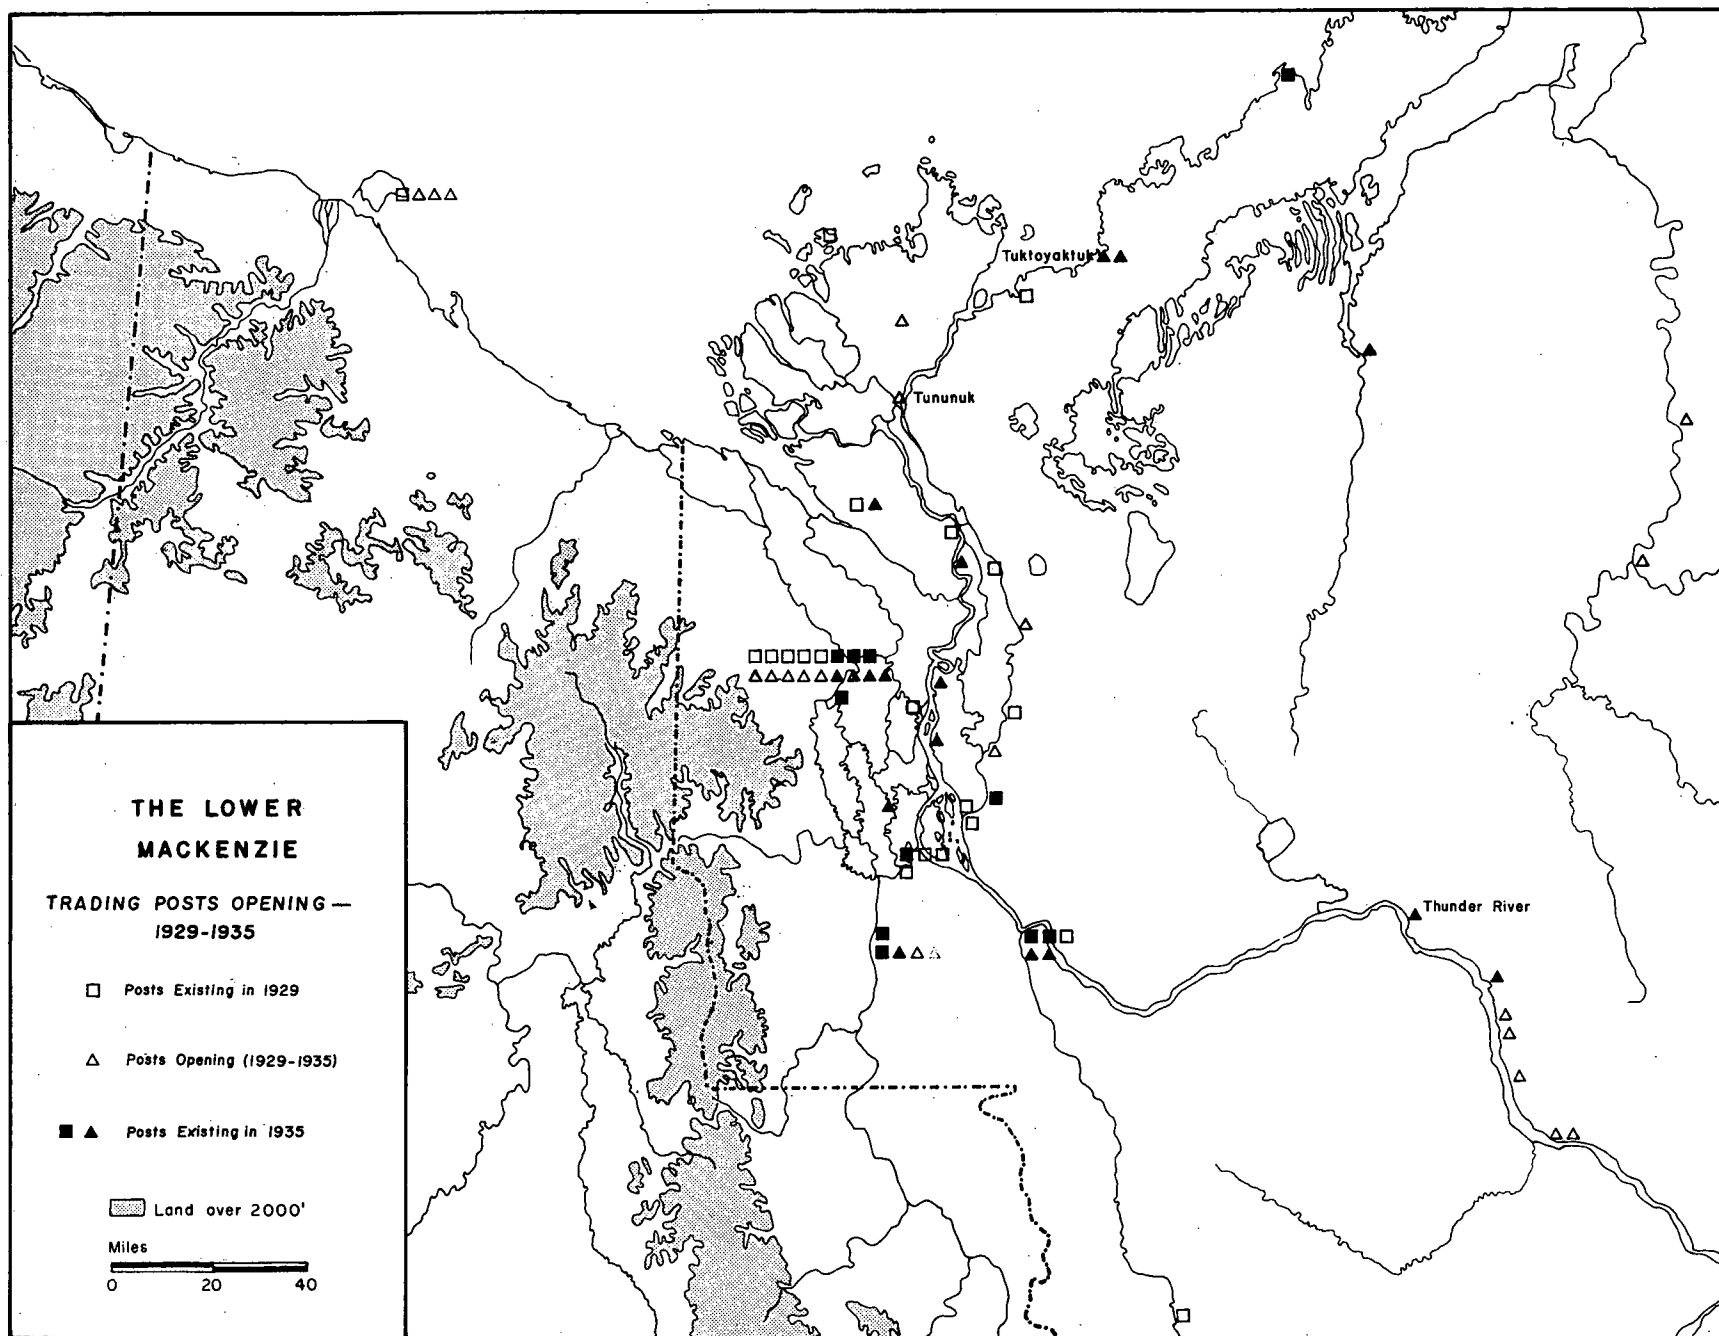 Tuktoyaktuk
Tununuk
THE LOWER
MACKENZIE
TRADING POSTS OPENING—
1929-1935
Posts Existing in 1929
Posts Opening (1929-1935)
Posts Existing in 1935
Land over 2000'
Miles
0 20 40
Thunder River